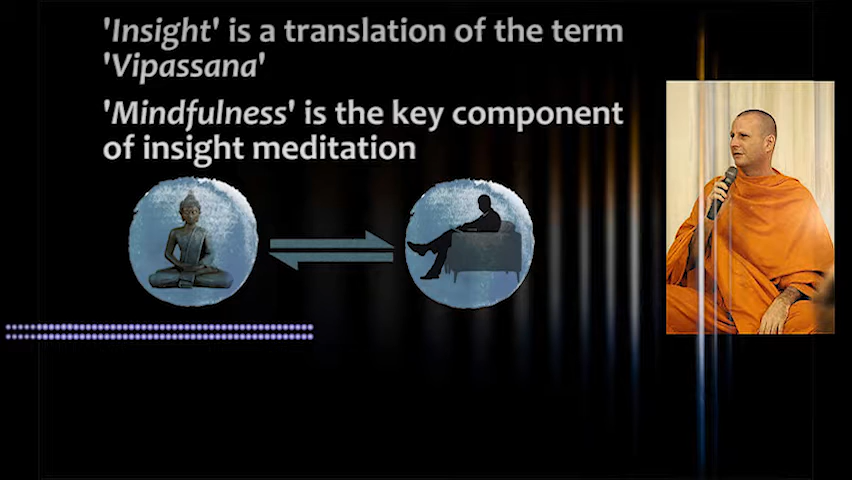 'Insight' is a translation of the term
'Vipassana'
'Mindfulness' is the key component
of insight meditation